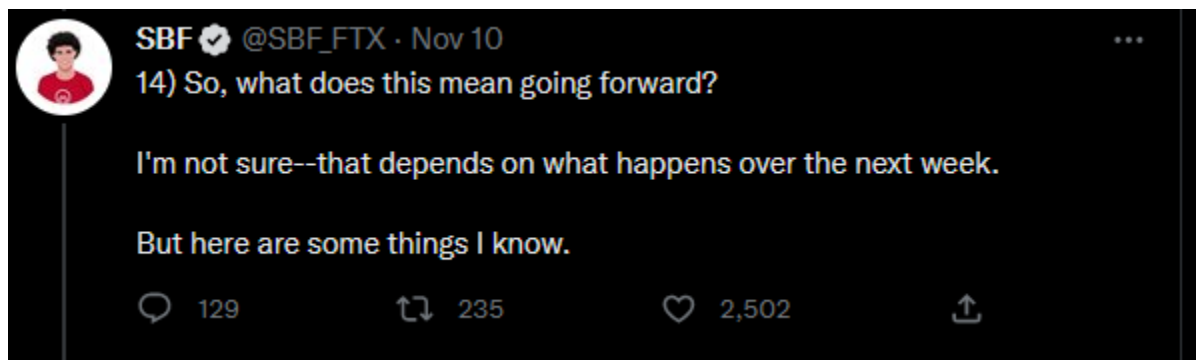 SBF @SBF_FTX · Nov 10
14) So, what does this mean going forward?
I'm not sure--that depends on what happens over the next week.
But here are some things I know.
129 235 2,502